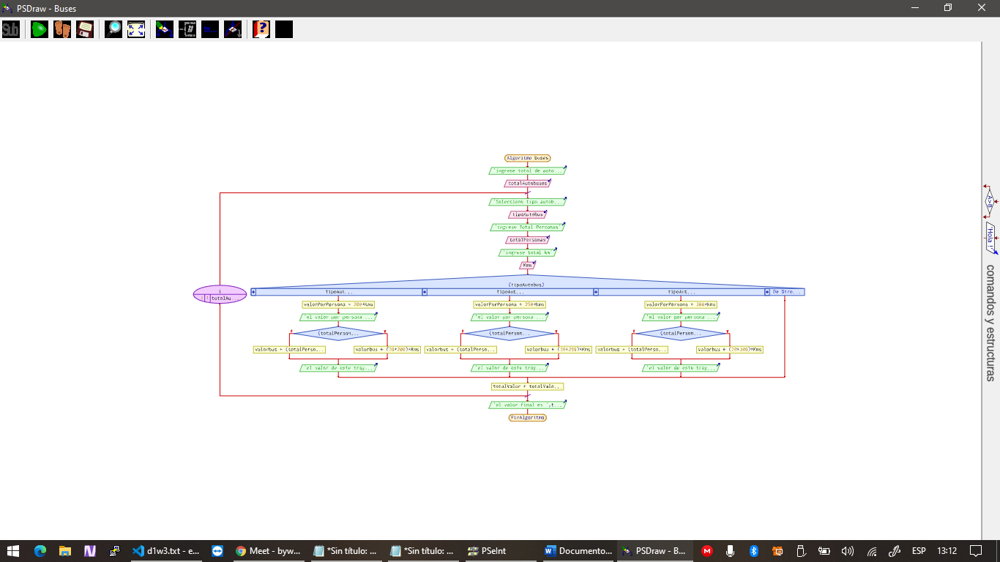 PSDraw - Buses
Sub
Algoritmo Buses
'ingrese total de auto...
totalAutobuses
'Seleccione tipo autob...
tipoAutobus
'ingrese Total Personas'
totalPersonas
'ingrese total km'
Kms
(tipoAutobus)
i
1 1 totalAu...
tipoAut... tipoAut... tipoAut... De Otro...
valorPorPersona ← 200*Kms valorPorPersona ← 250*Kms valorPorPersona ← 300*Kms
'el valor por persona ... 'el valor por persona ... 'el valor por persona ...
(totalPerson... (totalPerson... (totalPerson...
valorbus ← (totalPerso... valorbus ← (20*200)*Kms valorbus ← (totalPerso... valorbus ← (20*250)*Kms valorbus ← (totalPerso... valorbus ← (20*300)*Kms
'el valor de este tray... 'el valor de este tray... 'el valor de este tray...
totalValor ← totalValo...
'el valor final es ',t...
FinAlgoritmo
A>B
'Hola !'
comandos y estructuras
d1w3.txt - e...
Meet - byw...
*Sin título: ...
*Sin título: ...
PSeInt
Documento...
PSDraw - B...
ESP
13:12